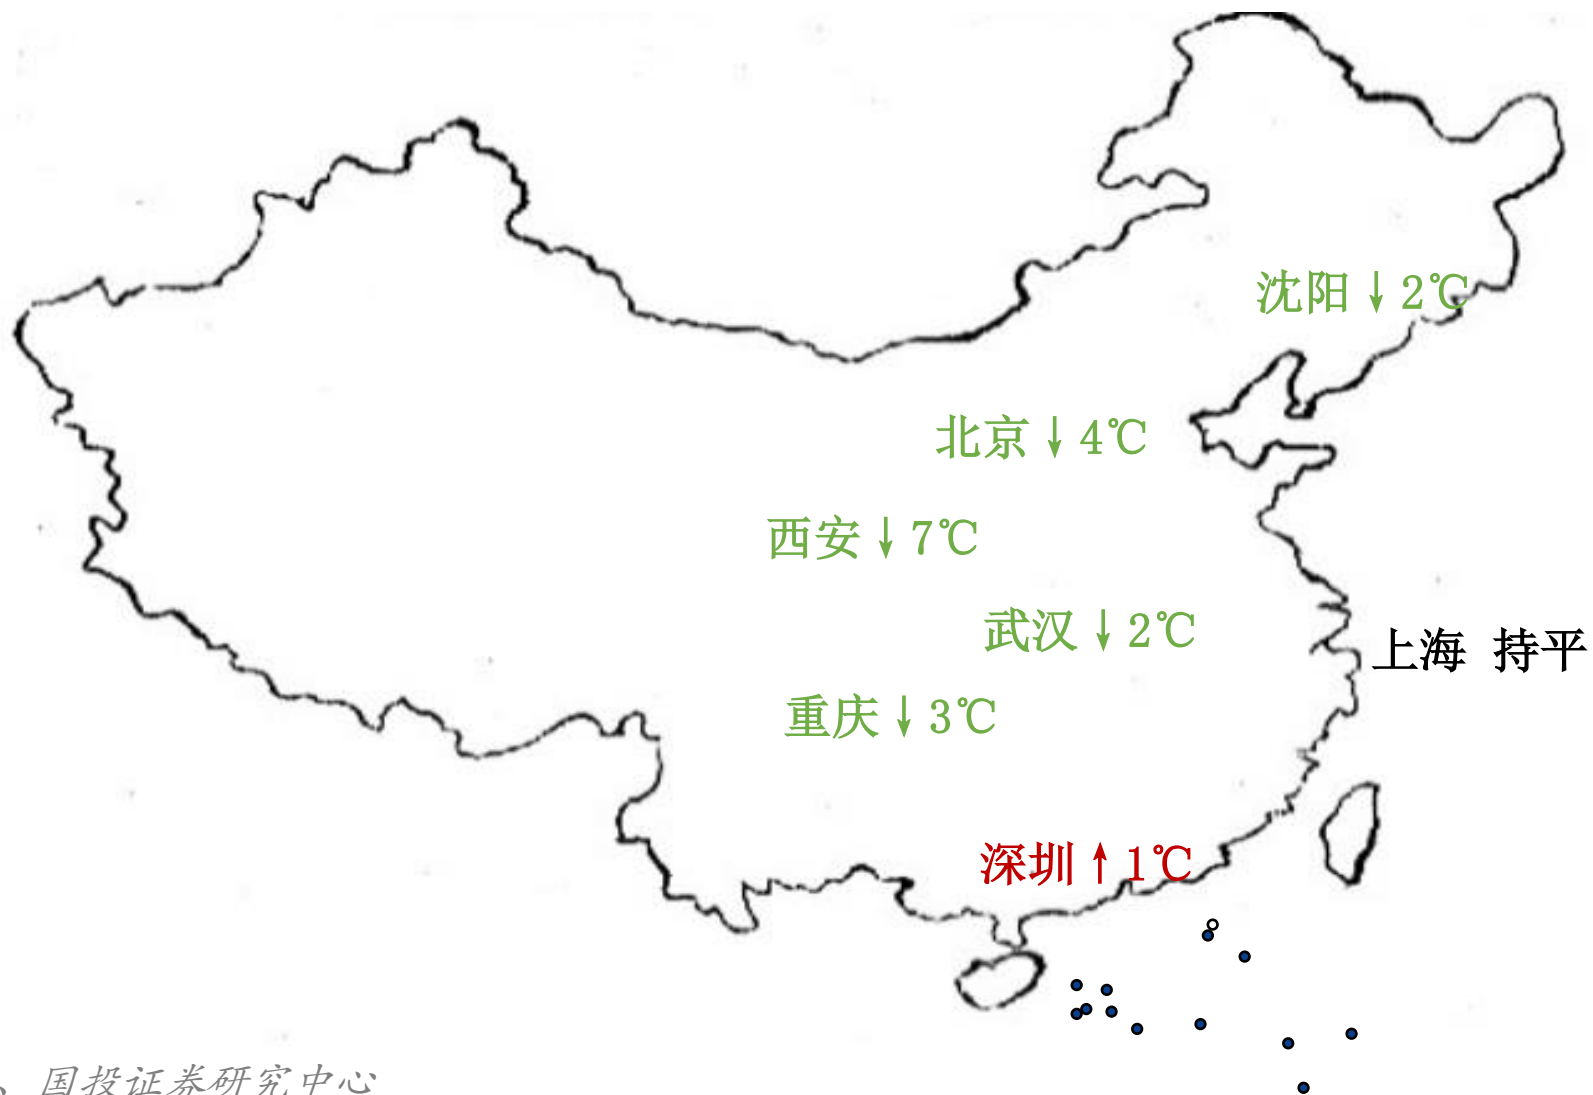 沈阳↓2℃
北京↓4℃
西安↓7℃
武汉↓2℃
上海 持平
重庆↓3℃
深圳↑1℃
、国投证券研究中心